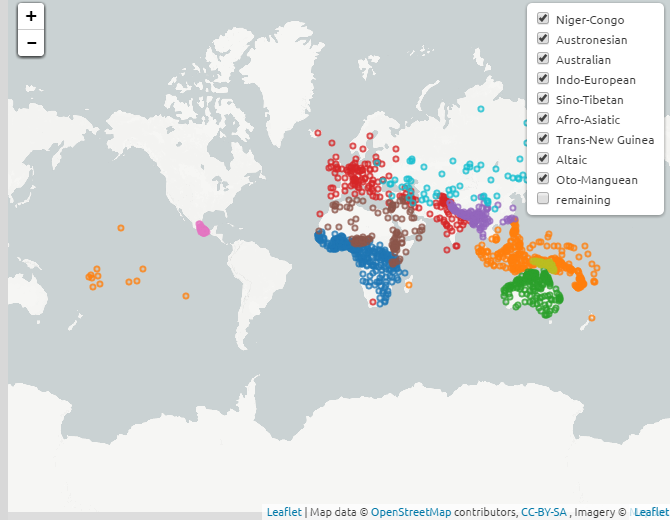 +
−
Niger-Congo
Austronesian
Australian
Indo-European
Sino-Tibetan
Afro-Asiatic
Trans-New Guinea
Altaic
Oto-Manguean
remaining
Leaflet | Map data © OpenStreetMap contributors, CC-BY-SA , Imagery © Leaflet